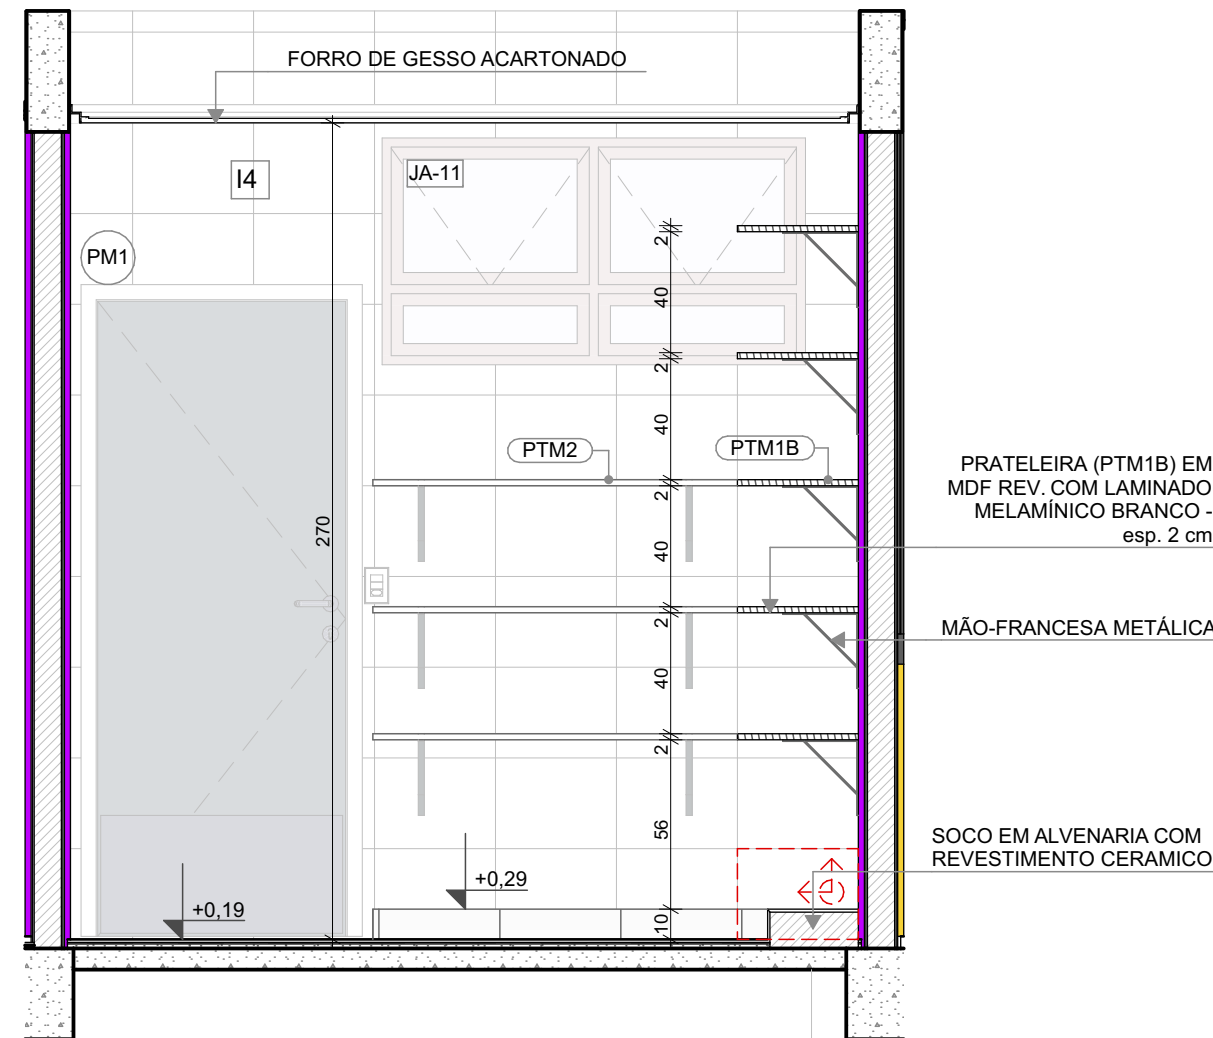 FORRO DE GESSO ACARTONADO
I4
JA-11
PM1
2
40
2
40
PTM2
PTM1B
2
270
40
2
40
2
56
10
PRATELEIRA (PTM1B) EM
MDF REV. COM LAMINADO
MELAMÍNICO BRANCO -
esp. 2 cm
MÃO-FRANCESA METÁLICA
SOCO EM ALVENARIA COM
REVESTIMENTO CERAMICO
+0,29
+0,19